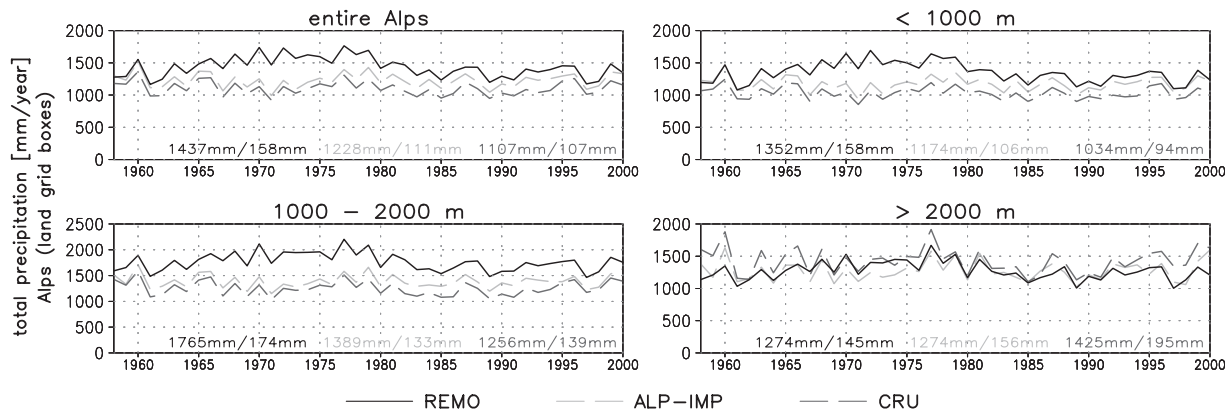 entire Alps
< 1000 m
total precipitation [mm/year]
Alps (land grid boxes)
2000
1500
1000
500
0
1437mm/158mm 1228mm/111mm 1107mm/107mm
1960 1965 1970 1975 1980 1985 1990 1995 2000
2000
1500
1000
500
0
1352mm/158mm 1174mm/106mm 1034mm/94mm
1960 1965 1970 1975 1980 1985 1990 1995 2000
1000 – 2000 m
> 2000 m
2500
2000
1500
1000
500
0
1765mm/174mm 1389mm/133mm 1256mm/139mm
1960 1965 1970 1975 1980 1985 1990 1995 2000
2000
1500
1000
500
0
1274mm/145mm 1274mm/156mm 1425mm/195mm
1960 1965 1970 1975 1980 1985 1990 1995 2000
REMO ALP–IMP CRU